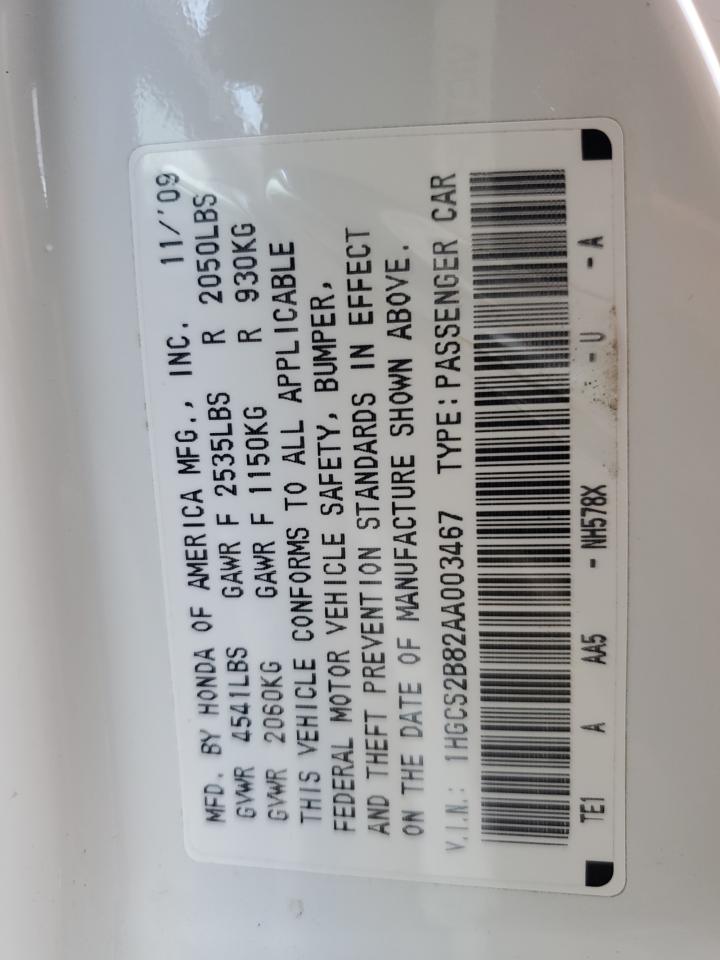 MFD. BY HONDA OF AMERICA MFG., INC. 11/'09
GVWR 4541LBS GAWR F 2535LBS R 2050LBS
GVWR 2060KG GAWR F 1150KG R 930KG
THIS VEHICLE CONFORMS TO ALL APPLICABLE
FEDERAL MOTOR VEHICLE SAFETY, BUMPER,
AND THEFT PREVENTION STANDARDS IN EFFECT
ON THE DATE OF MANUFACTURE SHOWN ABOVE.
V.I.N.: 1HGCS2B82AA003467 TYPE:PASSENGER CAR
TE1 A AA5 - NH578X - U - A